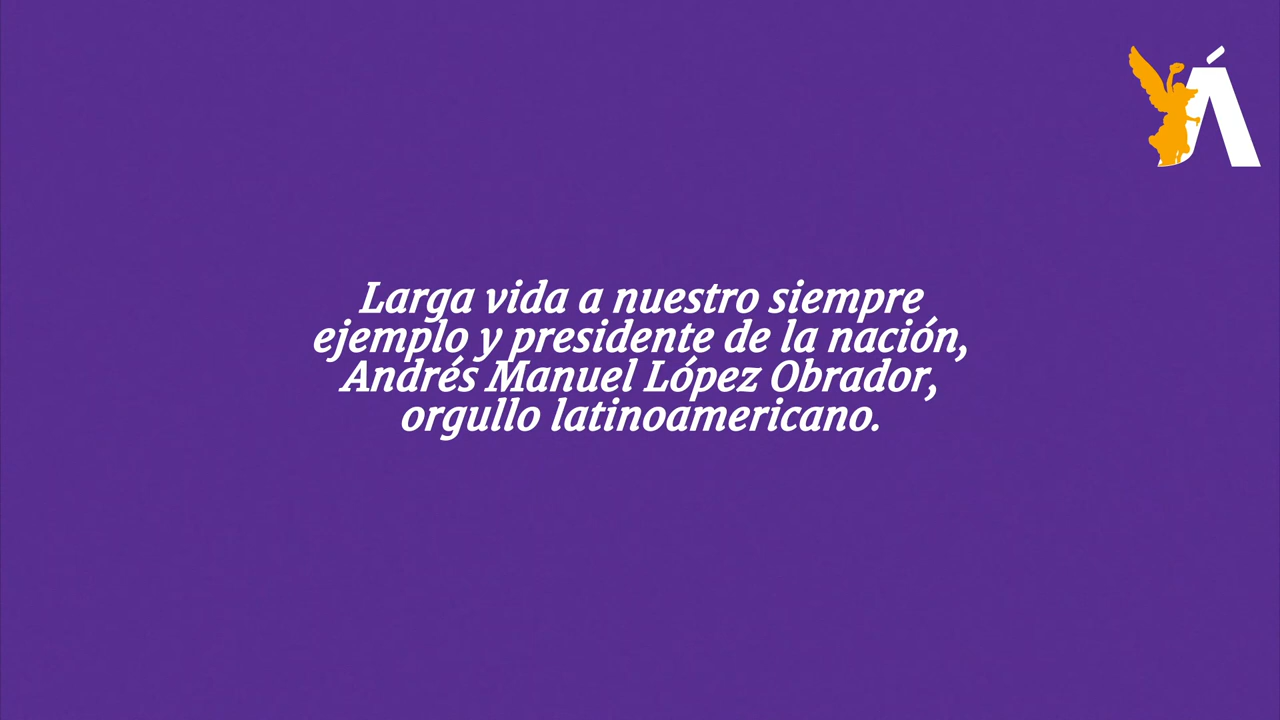 Á
Larga vida a nuestro siempre
ejemplo y presidente de la nación,
Andrés Manuel López Obrador,
orgullo latinoamericano.